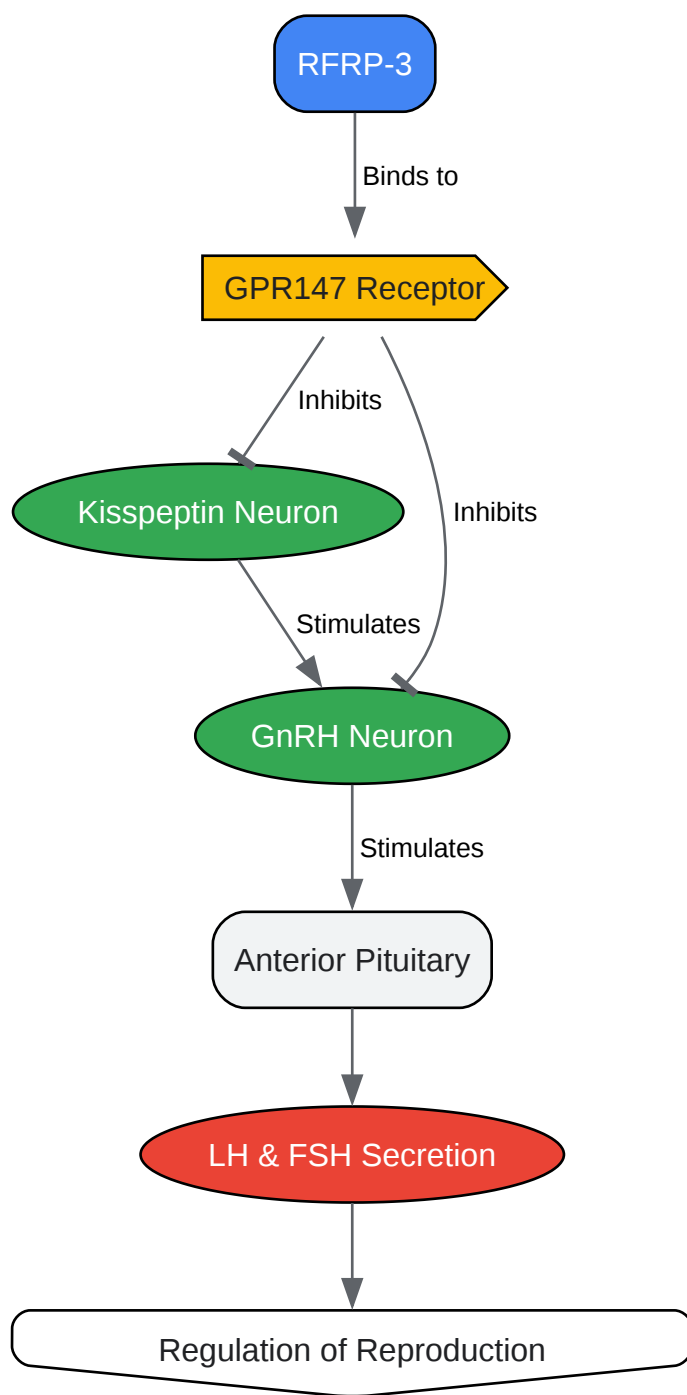 RFRP-3
Binds to
GPR147 Receptor
Inhibits
Kisspeptin Neuron
Inhibits
Stimulates
GnRH Neuron
Stimulates
Anterior Pituitary
LH & FSH Secretion
Regulation of Reproduction